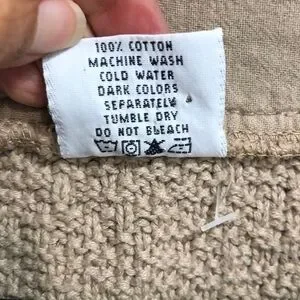 100% COTTON
MACHINE WASH
COLD WATER
DARK COLORS
SEPARATELY
TUMBLE DRY
DO NOT BLEACH